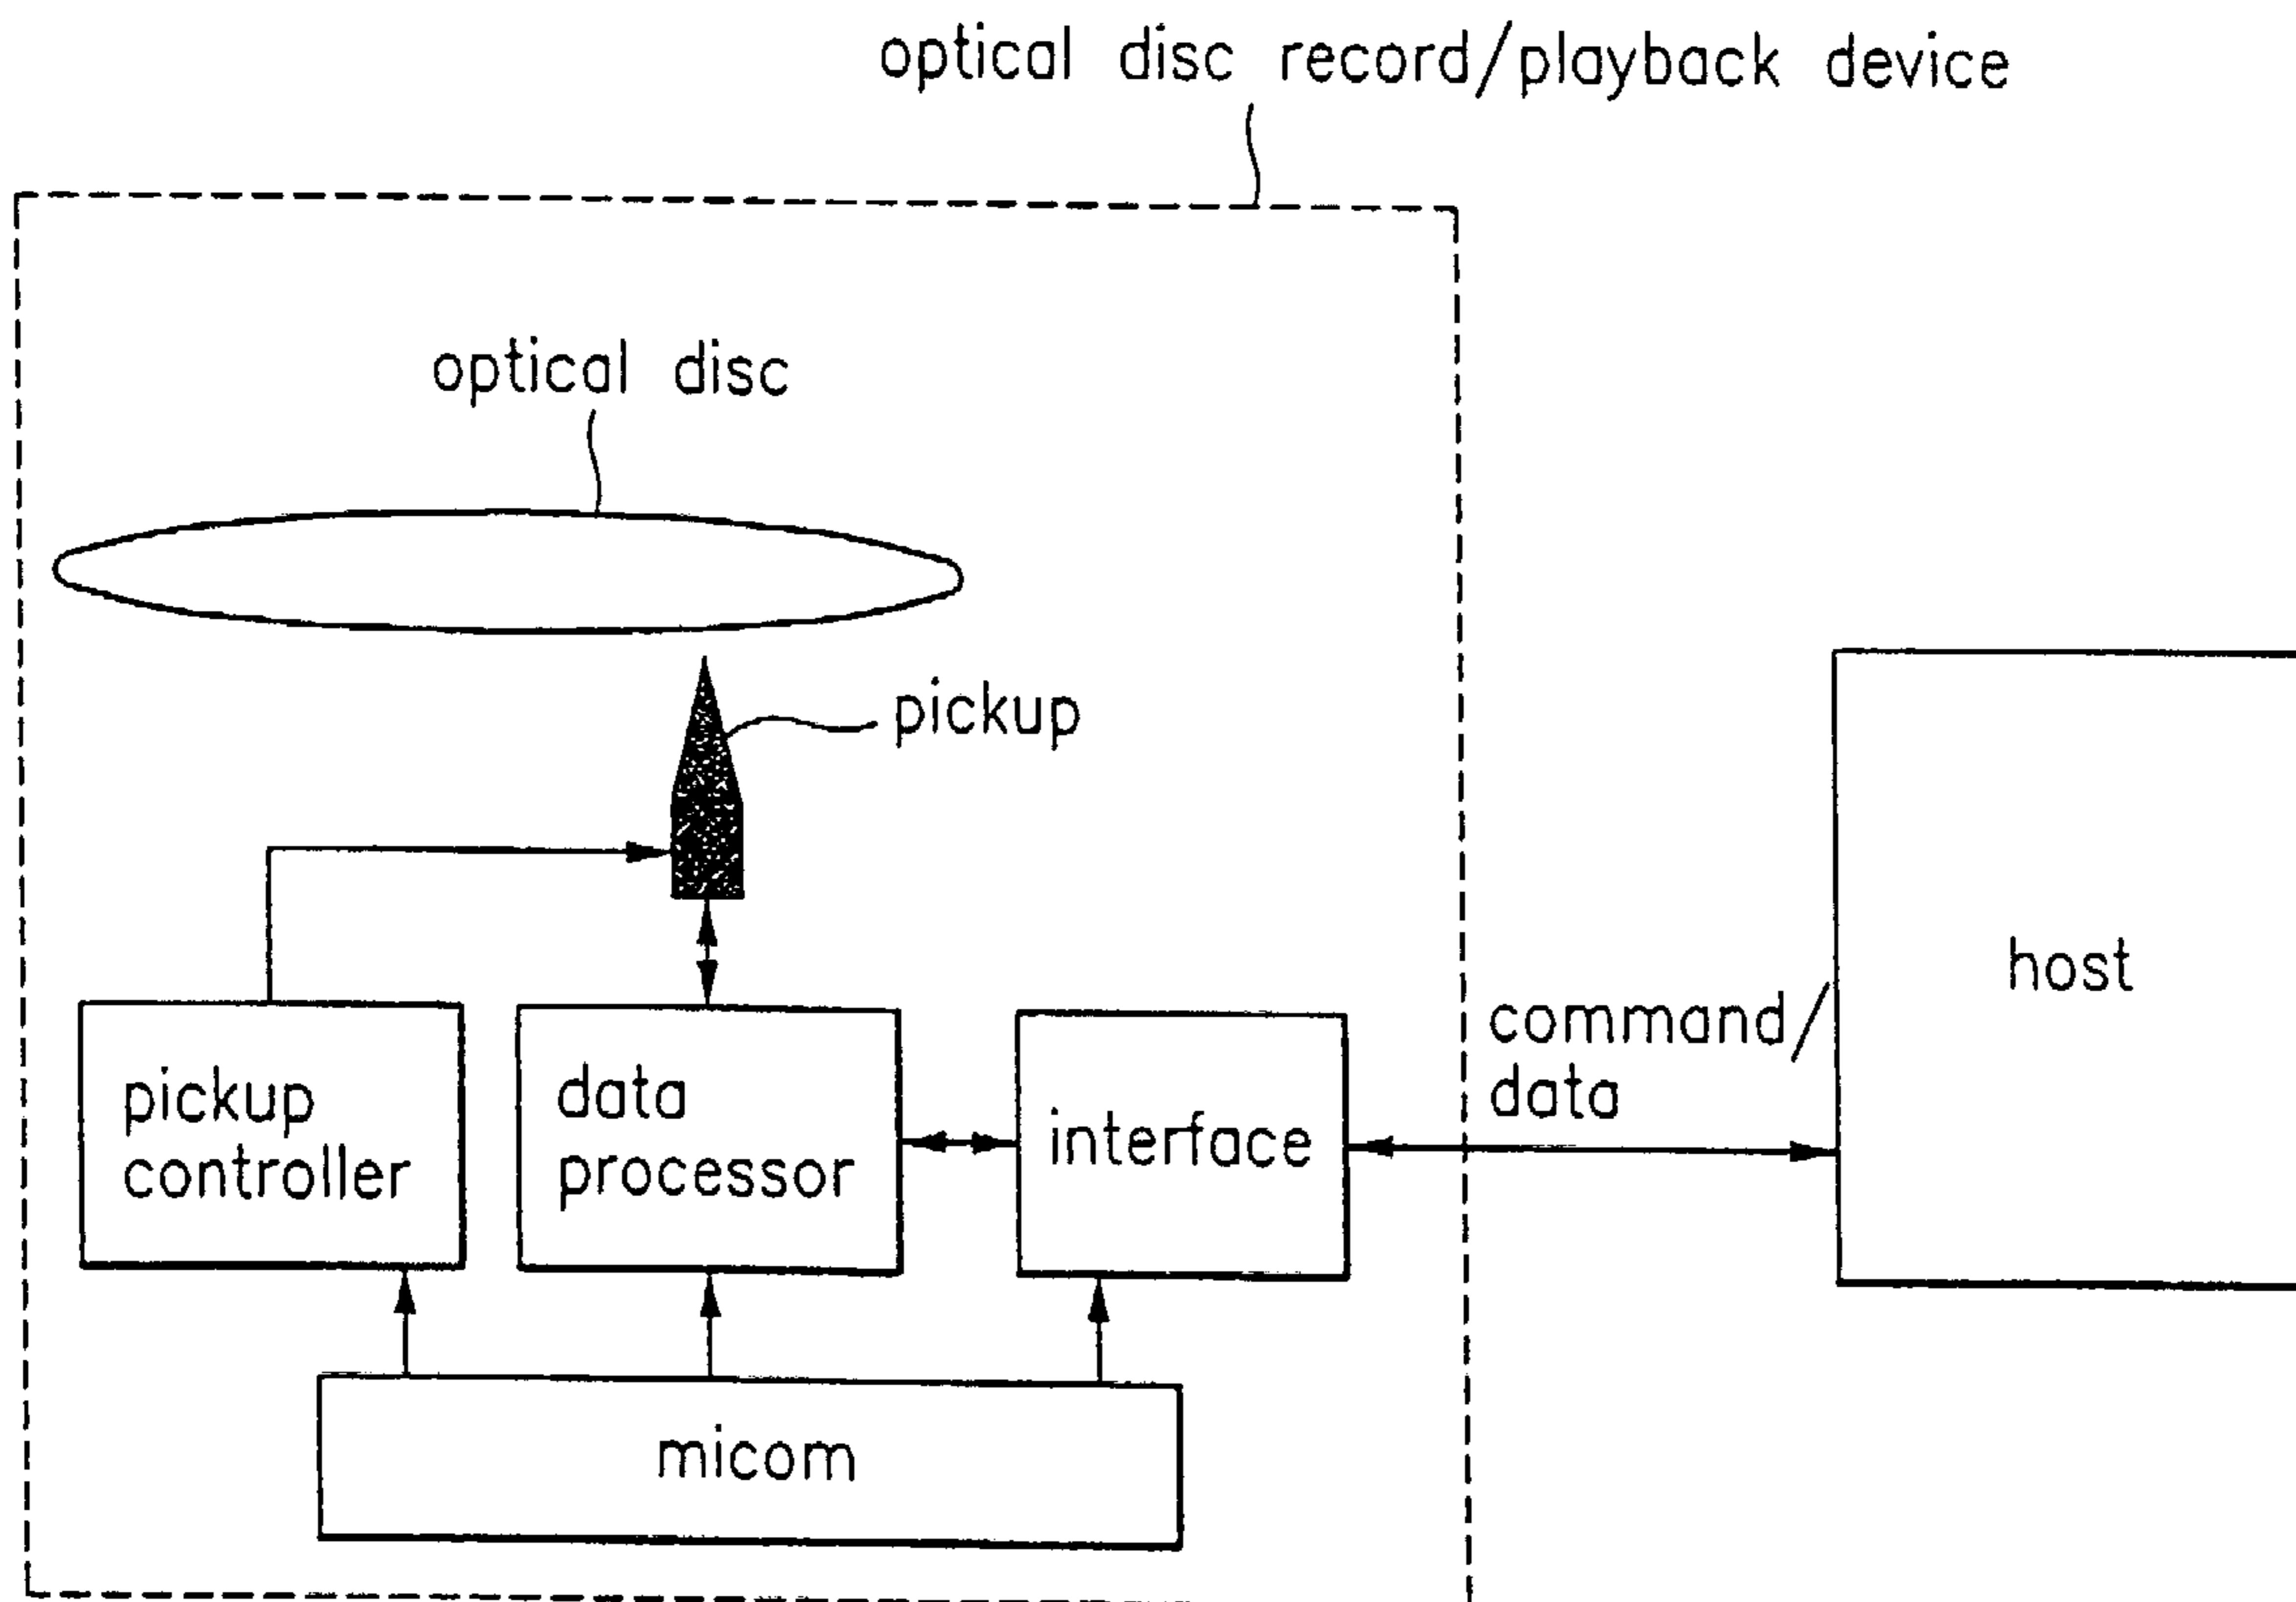 optical disc record/playback device
optical disc
pickup
host
command/
data
pickup
controller
data
processor
interface
micom